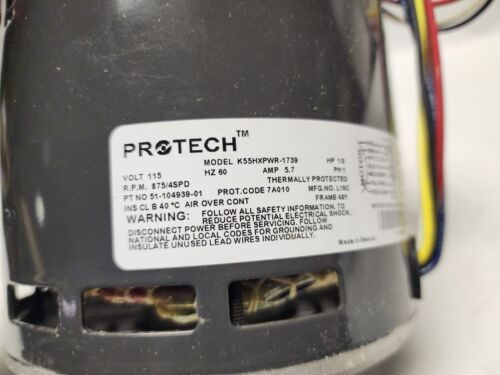 PROTECH™
MODEL K55HXPWR-1739 HP 1/2
VOLT 115 HZ 60 AMP 5.7 PH 1
R.P.M. 875/4SPD THERMALLY PROTECTED
PT NO 51-104939-01 PROT.CODE 7A010 MFG.NO. L18C
INS CL B 40 °C AIR OVER CONT FRAME 48Y
WARNING: FOLLOW ALL SAFETY INFORMATION. TO
REDUCE POTENTIAL ELECTRICAL SHOCK,
DISCONNECT POWER BEFORE SERVICING. FOLLOW
NATIONAL AND LOCAL CODES FOR GROUNDING AND
INSULATE UNUSED LEAD WIRES INDIVIDUALLY.
Made in Mexico